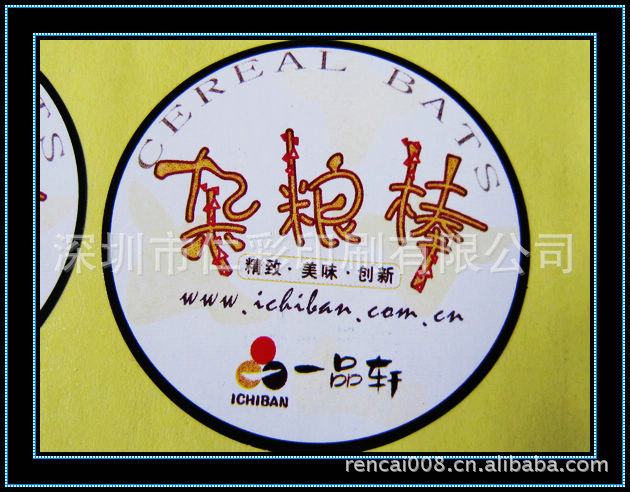 CEREAL BATS
杂粮棒
深圳市仁彩印刷有限公司
精致·美味·创新
www.ichiban.com.cn
一品轩
ICHIBAN
rencai008.cn.alibaba.com